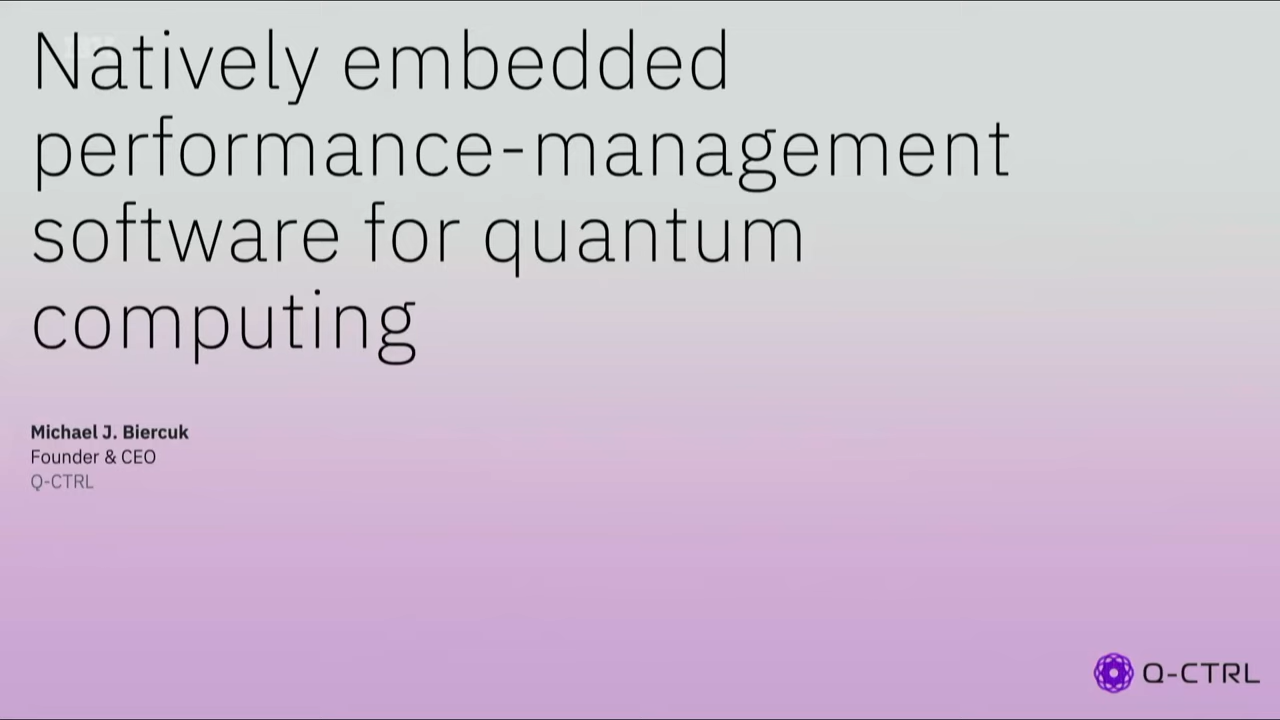 Natively embedded
performance-management
software for quantum
computing
Michael J. Biercuk
Founder & CEO
Q-CTRL
Q-CTRL